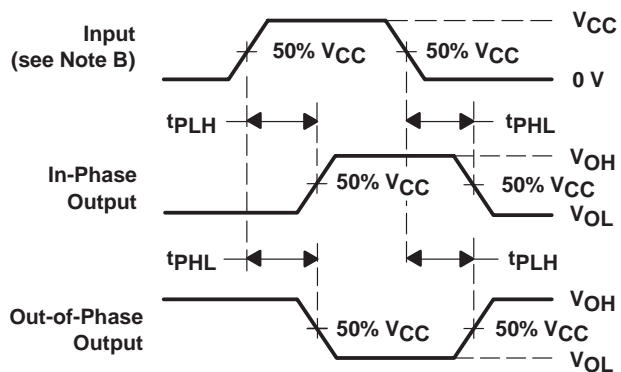 Input
(see Note B)
50% VCC
50% VCC
VCC
0 V
tPLH
tPHL
In-Phase
Output
50% VCC
50% VCC
VOH
VOL
tPHL
tPLH
Out-of-Phase
Output
50% VCC
50% VCC
VOH
VOL